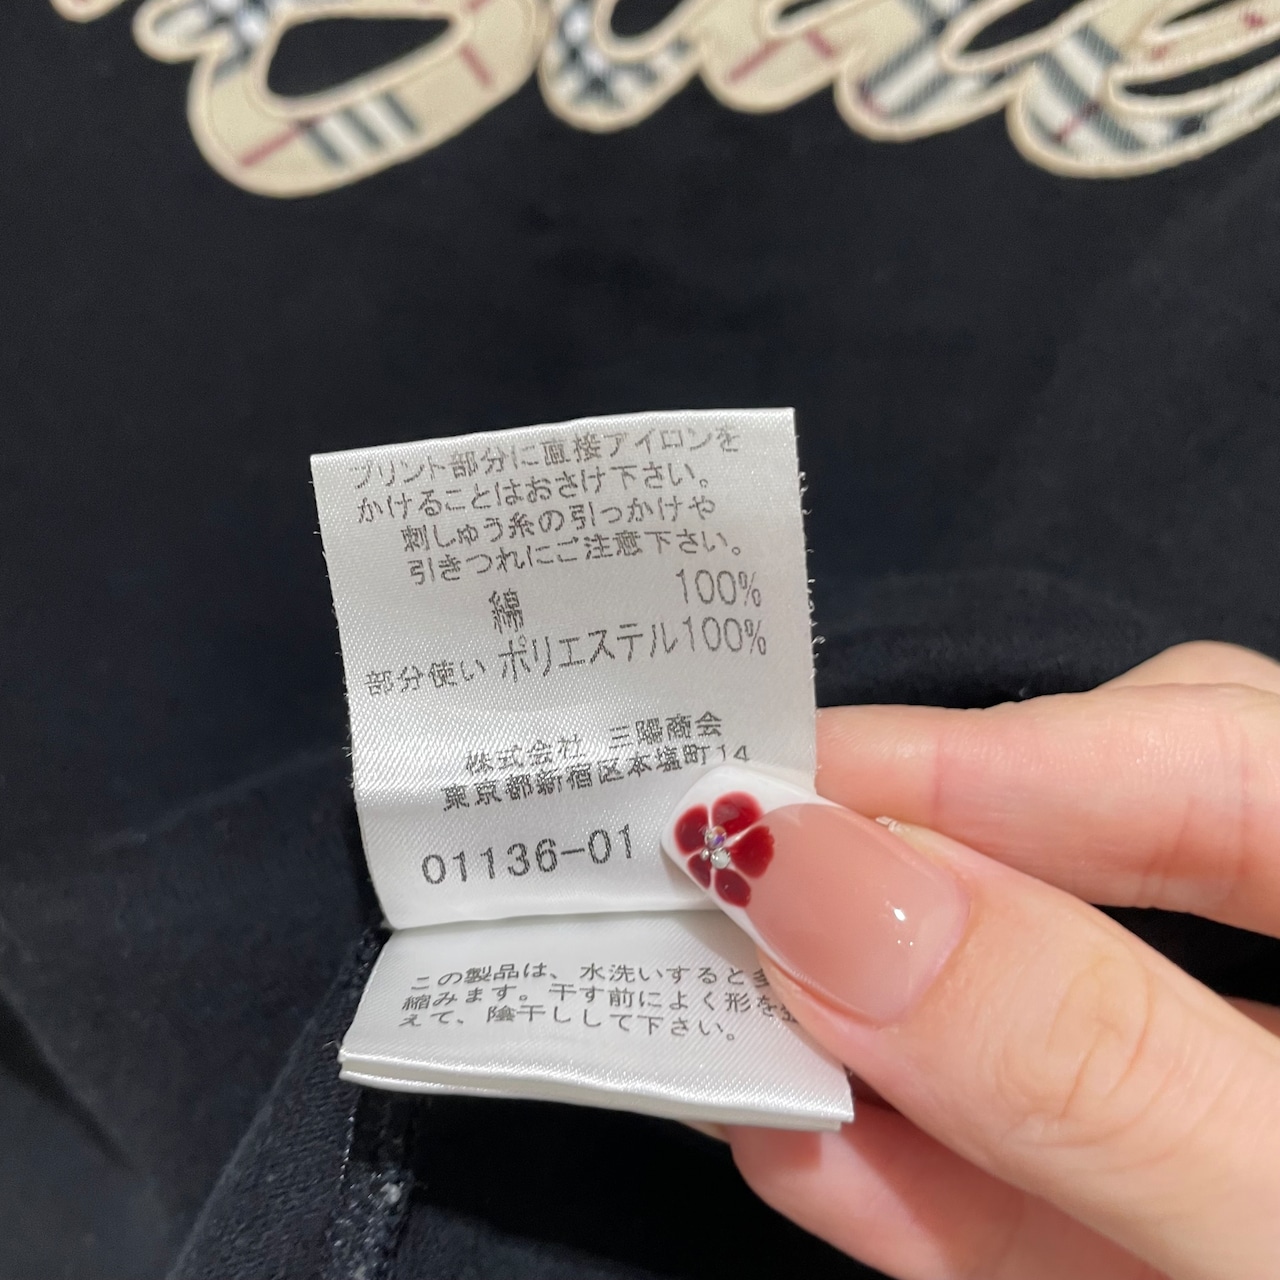 プリント部分に直接アイロンを
かけることはおさけ下さい。
刺しゅう糸の引っかけや
引きつれにご注意下さい。
綿 100%
部分使い ポリエステル100%
株式会社 三陽商会
東京都新宿区本塩町14
01136-01
この製品は、水洗いすると多
縮みます。干す前によく形を整
えて、陰干しして下さい。